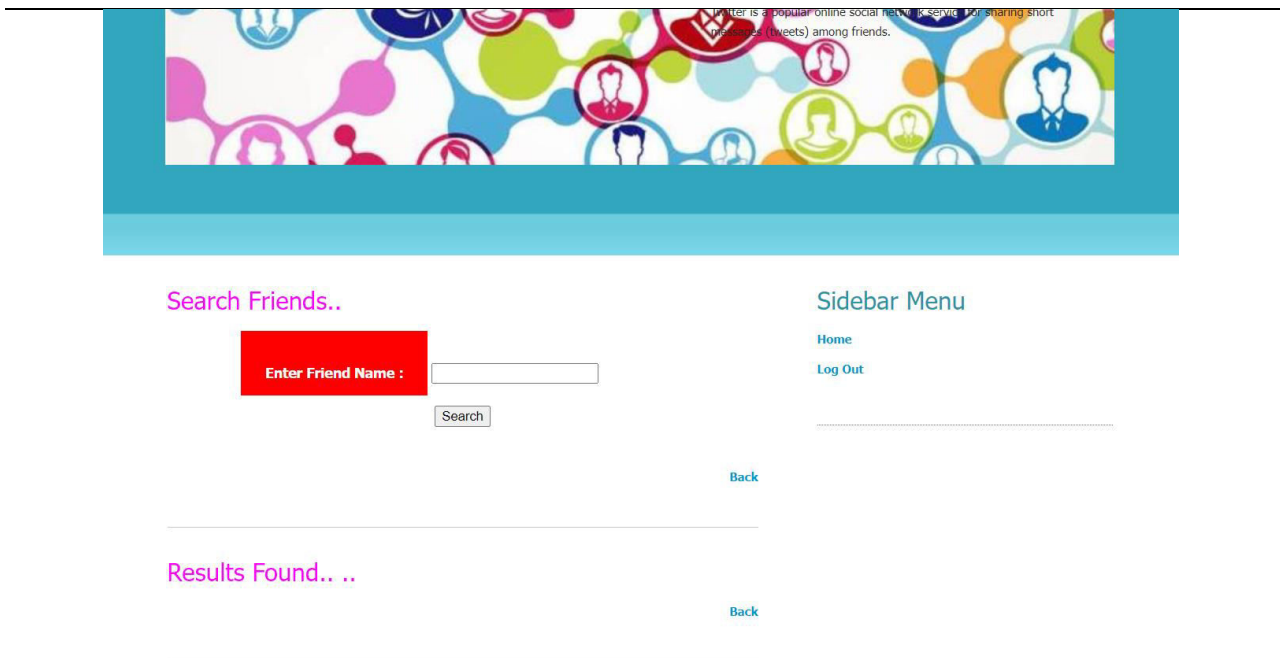 Twitter is a popular online social network service for sharing short
messages (tweets) among friends.
Search Friends..
Enter Friend Name :
Search
Back
Results Found.. ..
Back
Sidebar Menu
Home
Log Out